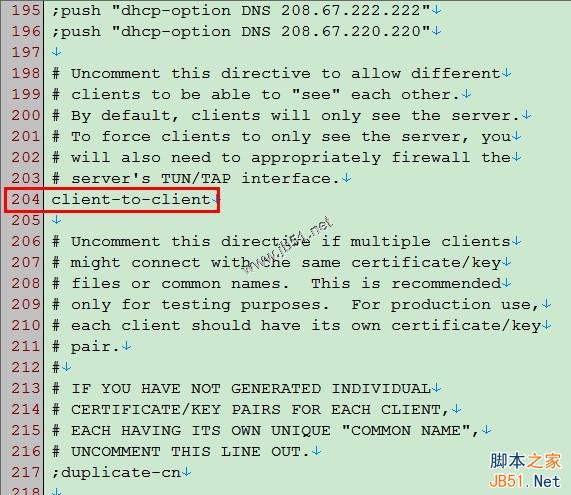 195 ;push "dhcp-option DNS 208.67.222.222"↓
196 ;push "dhcp-option DNS 208.67.220.220"↓
197 ↓
198 # Uncomment this directive to allow different↓
199 # clients to be able to "see" each other.↓
200 # By default, clients will only see the server.↓
201 # To force clients to only see the server, you↓
202 # will also need to appropriately firewall the↓
203 # server's TUN/TAP interface.↓
204 client-to-client↓
205 ↓
206 # Uncomment this directive if multiple clients↓
207 # might connect with the same certificate/key↓
208 # files or common names.  This is recommended↓
209 # only for testing purposes.  For production use,↓
210 # each client should have its own certificate/key↓
211 # pair.↓
212 #↓
213 # IF YOU HAVE NOT GENERATED INDIVIDUAL↓
214 # CERTIFICATE/KEY PAIRS FOR EACH CLIENT,↓
215 # EACH HAVING ITS OWN UNIQUE "COMMON NAME",↓
216 # UNCOMMENT THIS LINE OUT.↓
217 ;duplicate-cn↓
218 ↓
www.jb51.net
脚本之家
JB51.Net